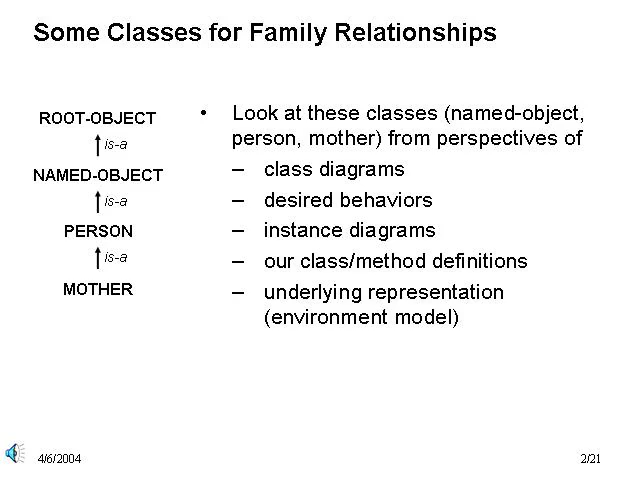 Some Classes for Family Relationships
ROOT-OBJECT
is-a
NAMED-OBJECT
is-a
PERSON
is-a
MOTHER
• Look at these classes (named-object,
person, mother) from perspectives of
– class diagrams
– desired behaviors
– instance diagrams
– our class/method definitions
– underlying representation
(environment model)
4/6/2004
2/21